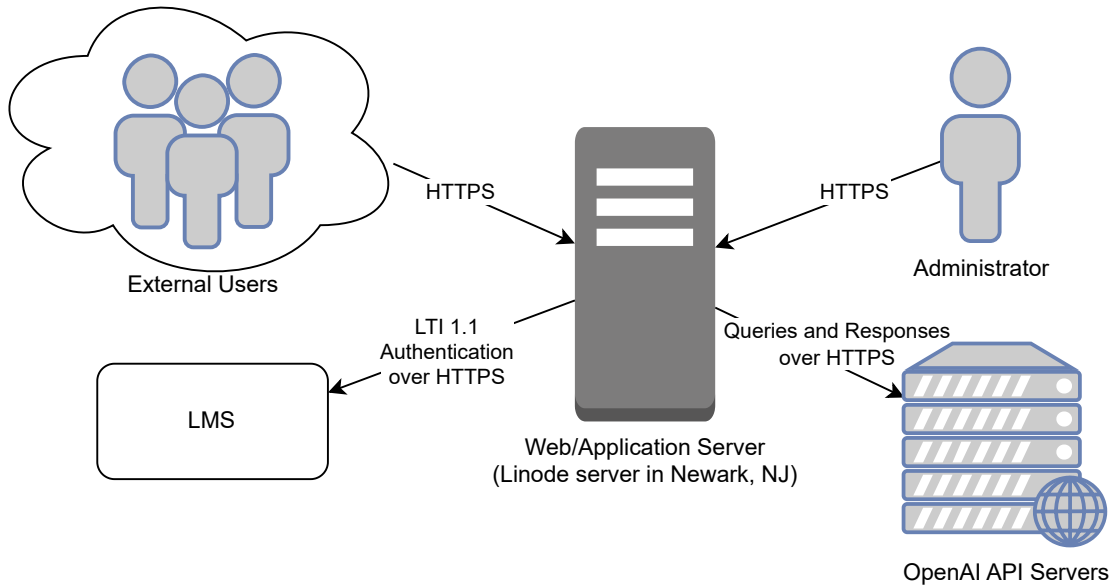 HTTPS
HTTPS
External Users
Administrator
LTI 1.1
Authentication
over HTTPS
Queries and Responses
over HTTPS
LMS
Web/Application Server
(Linode server in Newark, NJ)
OpenAI API Servers